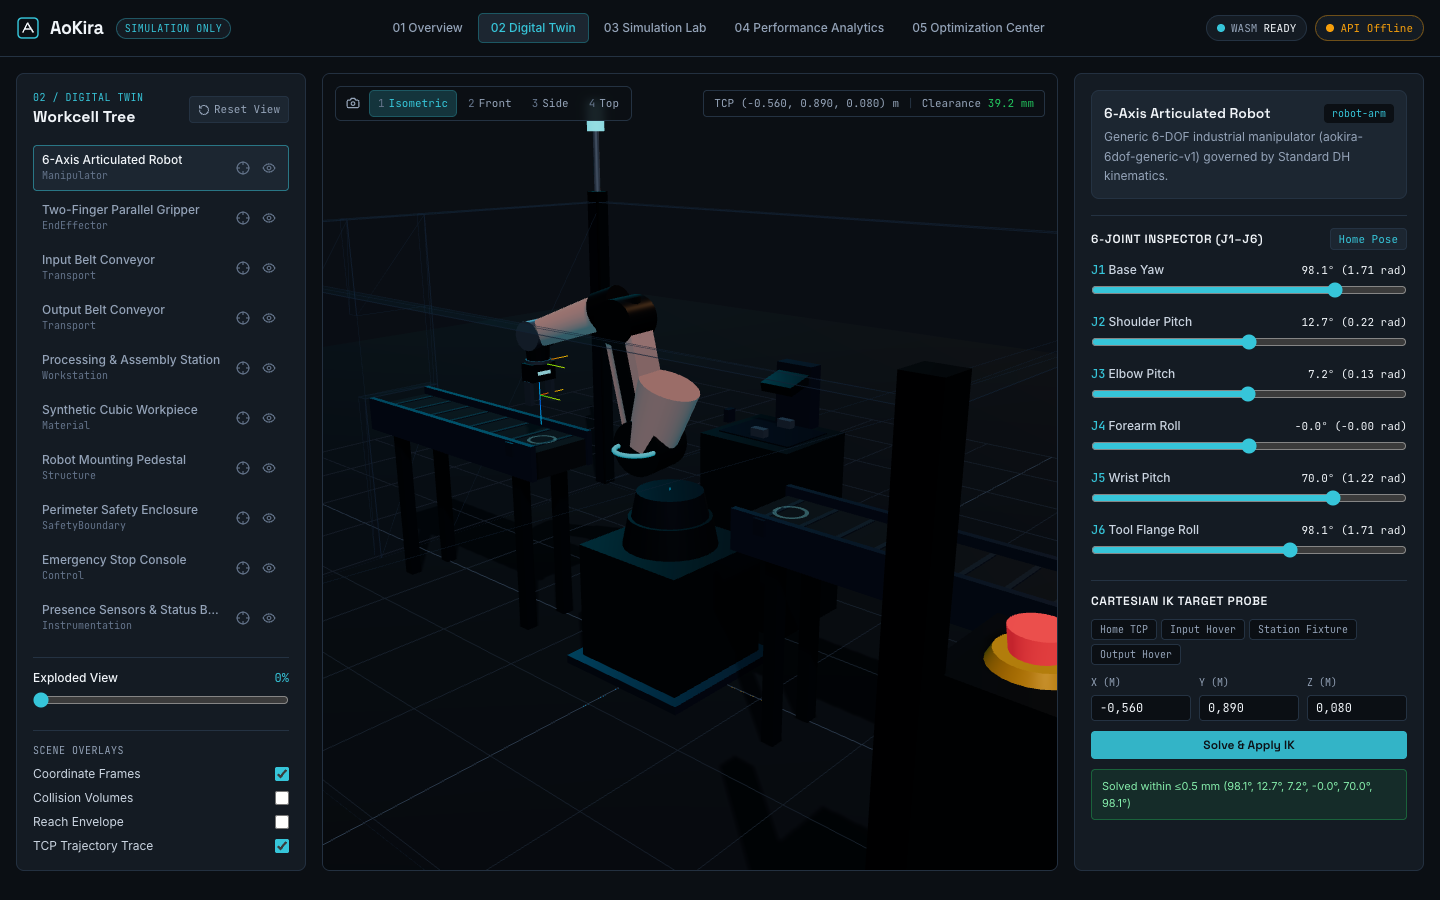 AoKira
SIMULATION ONLY
01 Overview
02 Digital Twin
03 Simulation Lab
04 Performance Analytics
05 Optimization Center
WASM READY
API Offline
02 / DIGITAL TWIN
Workcell Tree
Reset View
6-Axis Articulated Robot
Manipulator
Two-Finger Parallel Gripper
EndEffector
Input Belt Conveyor
Transport
Output Belt Conveyor
Transport
Processing & Assembly Station
Workstation
Synthetic Cubic Workpiece
Material
Robot Mounting Pedestal
Structure
Perimeter Safety Enclosure
SafetyBoundary
Emergency Stop Console
Control
Presence Sensors & Status B...
Instrumentation
Exploded View 0%
SCENE OVERLAYS
Coordinate Frames
Collision Volumes
Reach Envelope
TCP Trajectory Trace
1 Isometric
2 Front
3 Side
4 Top
TCP (-0.560, 0.890, 0.080) m
Clearance 39.2 mm
6-Axis Articulated Robot
robot-arm
Generic 6-DOF industrial manipulator (aokira-
6dof-generic-v1) governed by Standard DH
kinematics.
6-JOINT INSPECTOR (J1–J6)
Home Pose
J1 Base Yaw 98.1° (1.71 rad)
J2 Shoulder Pitch 12.7° (0.22 rad)
J3 Elbow Pitch 7.2° (0.13 rad)
J4 Forearm Roll -0.0° (-0.00 rad)
J5 Wrist Pitch 70.0° (1.22 rad)
J6 Tool Flange Roll 98.1° (1.71 rad)
CARTESIAN IK TARGET PROBE
Home TCP
Input Hover
Station Fixture
Output Hover
X (M) Y (M) Z (M)
-0,560 0,890 0,080
Solve & Apply IK
Solved within ≤0.5 mm (98.1°, 12.7°, 7.2°, -0.0°, 70.0°,
98.1°)